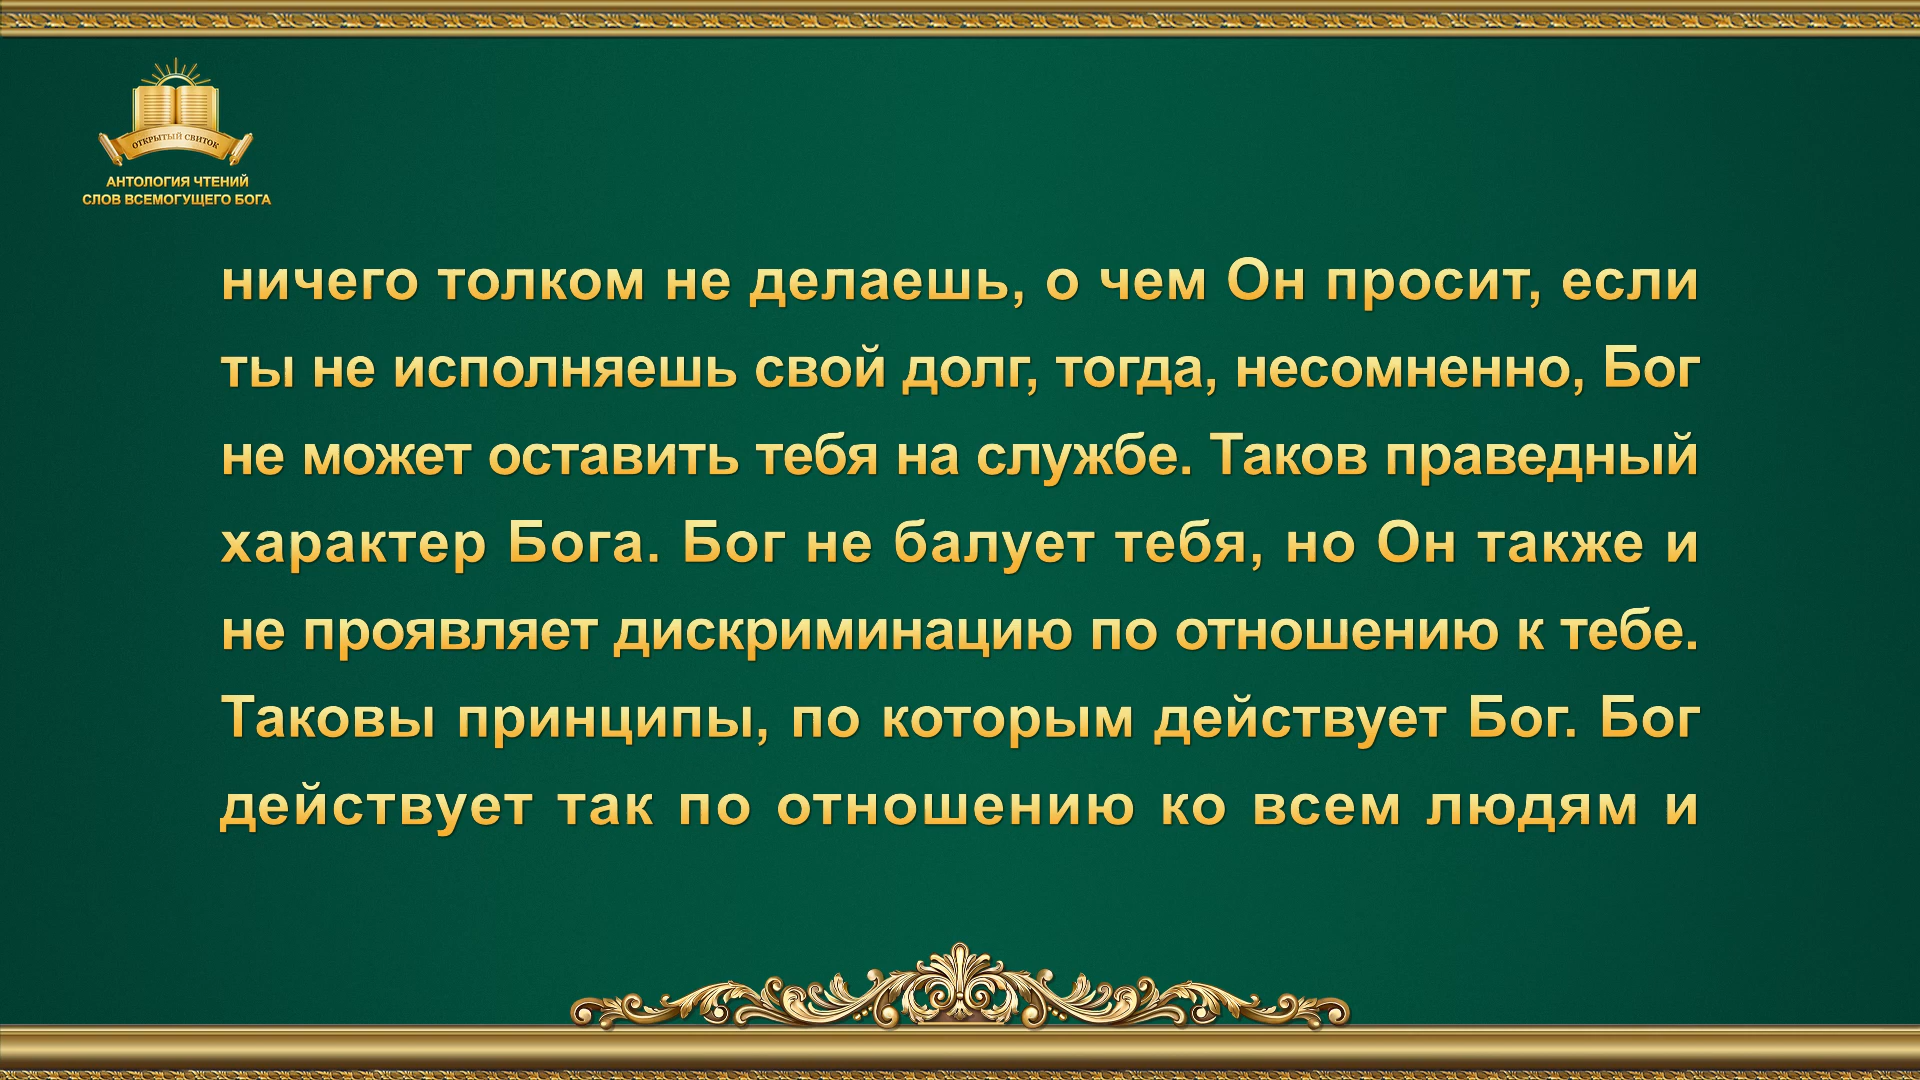 ОТКРЫТЫЙ СВИТОК
АНТОЛОГИЯ ЧТЕНИЙ
СЛОВ ВСЕМОГУЩЕГО БОГА
ничего толком не делаешь, о чем Он просит, если
ты не исполняешь свой долг, тогда, несомненно, Бог
не может оставить тебя на службе. Таков праведный
характер Бога. Бог не балует тебя, но Он также и
не проявляет дискриминацию по отношению к тебе.
Таковы принципы, по которым действует Бог. Бог
действует так по отношению ко всем людям и